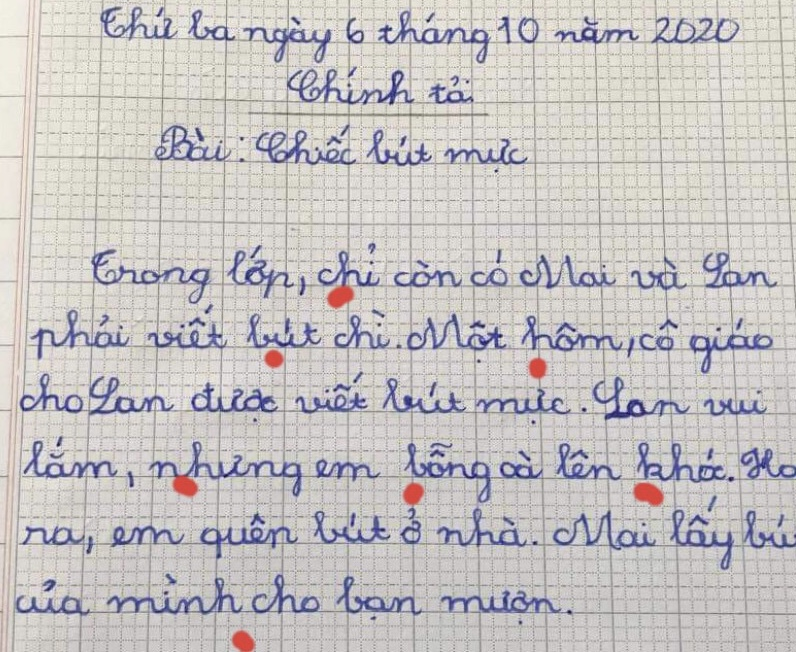 Thứ ba ngày 6 tháng 10 năm 2020
Chính tả
Bài: Chiếc bút mực
Trong lớp, chỉ còn có Mai và Lan
phải viết bút chì. Một hôm, cô giáo
cho Lan được viết bút mực. Lan vui
lắm, nhưng em bỗng oà lên khóc. Hoá
ra, em quên bút ở nhà. Mai lấy bú
của mình cho bạn mượn.